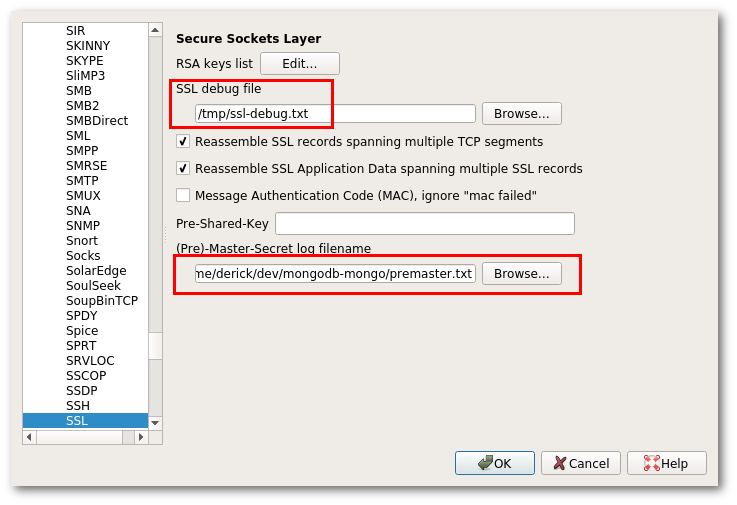 SIR
SKINNY
SKYPE
SliMP3
SMB
SMB2
SMBDirect
SML
SMPP
SMRSE
SMTP
SMUX
SNA
SNMP
Snort
Socks
SolarEdge
SoulSeek
SoupBinTCP
SPDY
Spice
SPRT
SRVLOC
SSCOP
SSDP
SSH
SSL
Secure Sockets Layer
RSA keys list Edit...
SSL debug file
/tmp/ssl-debug.txt Browse...
Reassemble SSL records spanning multiple TCP segments
Reassemble SSL Application Data spanning multiple SSL records
Message Authentication Code (MAC), ignore "mac failed"
Pre-Shared-Key
(Pre)-Master-Secret log filename
me/derick/dev/mongodb-mongo/premaster.txt Browse...
OK Cancel Help